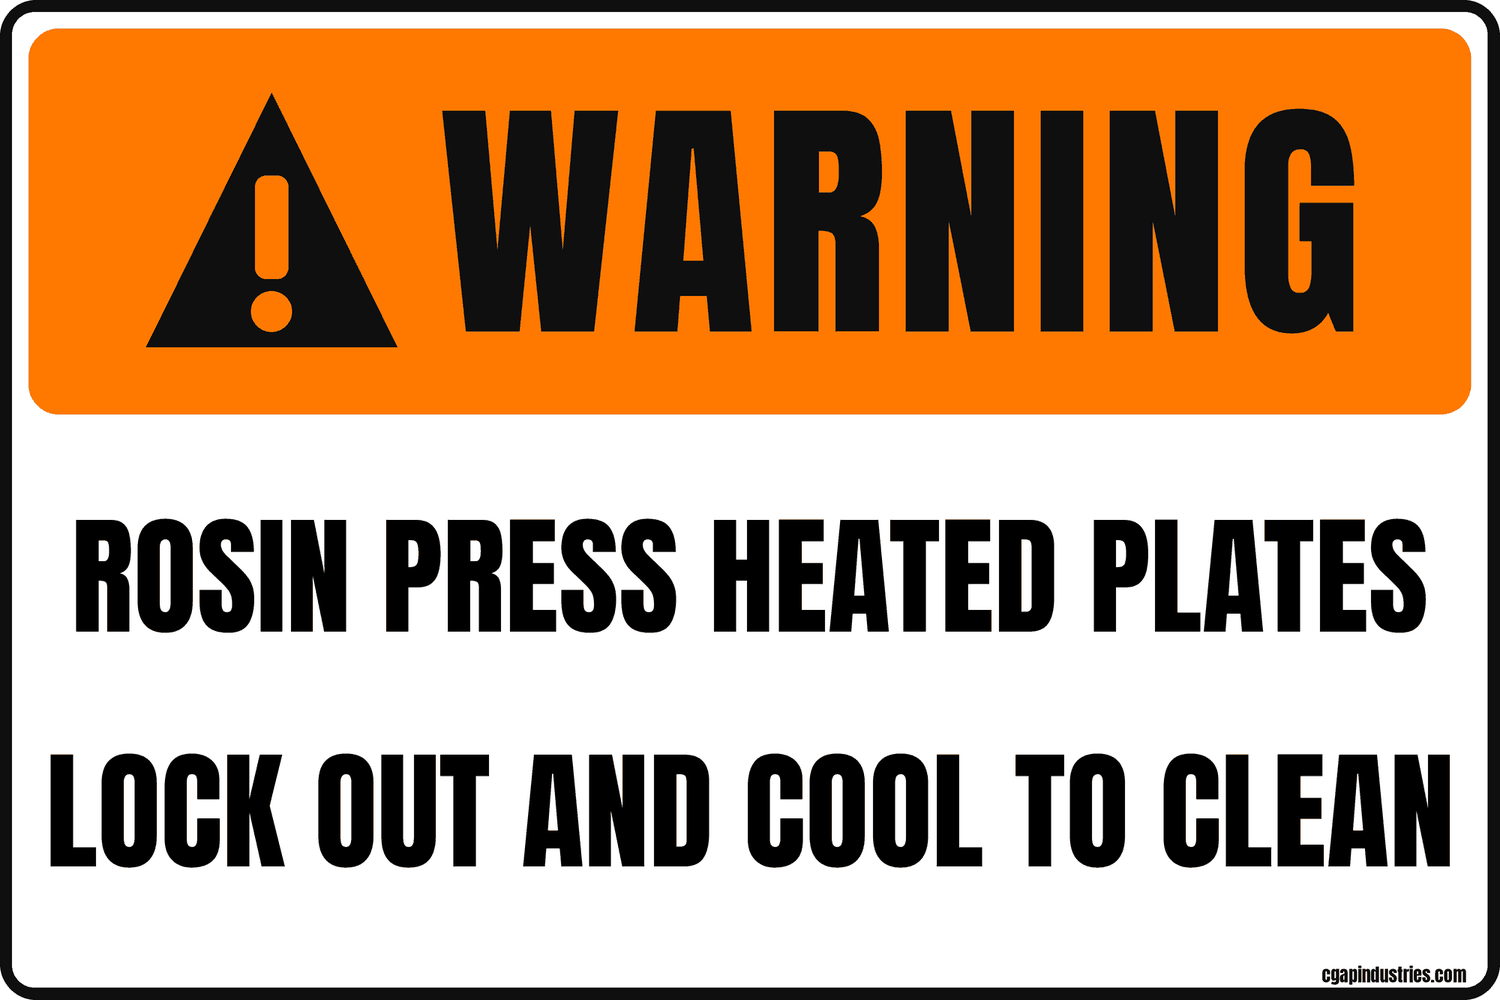 WARNING
ROSIN PRESS HEATED PLATES
LOCK OUT AND COOL TO CLEAN
cgapindustries.com